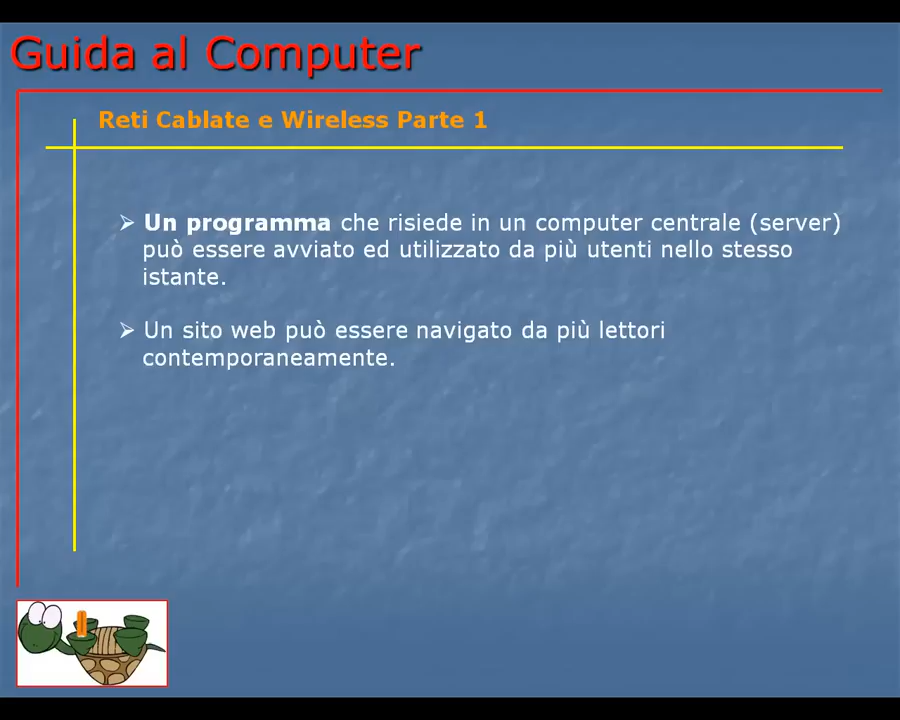 Guida al Computer
Reti Cablate e Wireless Parte 1
➢ Un programma che risiede in un computer centrale (server)
può essere avviato ed utilizzato da più utenti nello stesso
istante.
➢ Un sito web può essere navigato da più lettori
contemporaneamente.